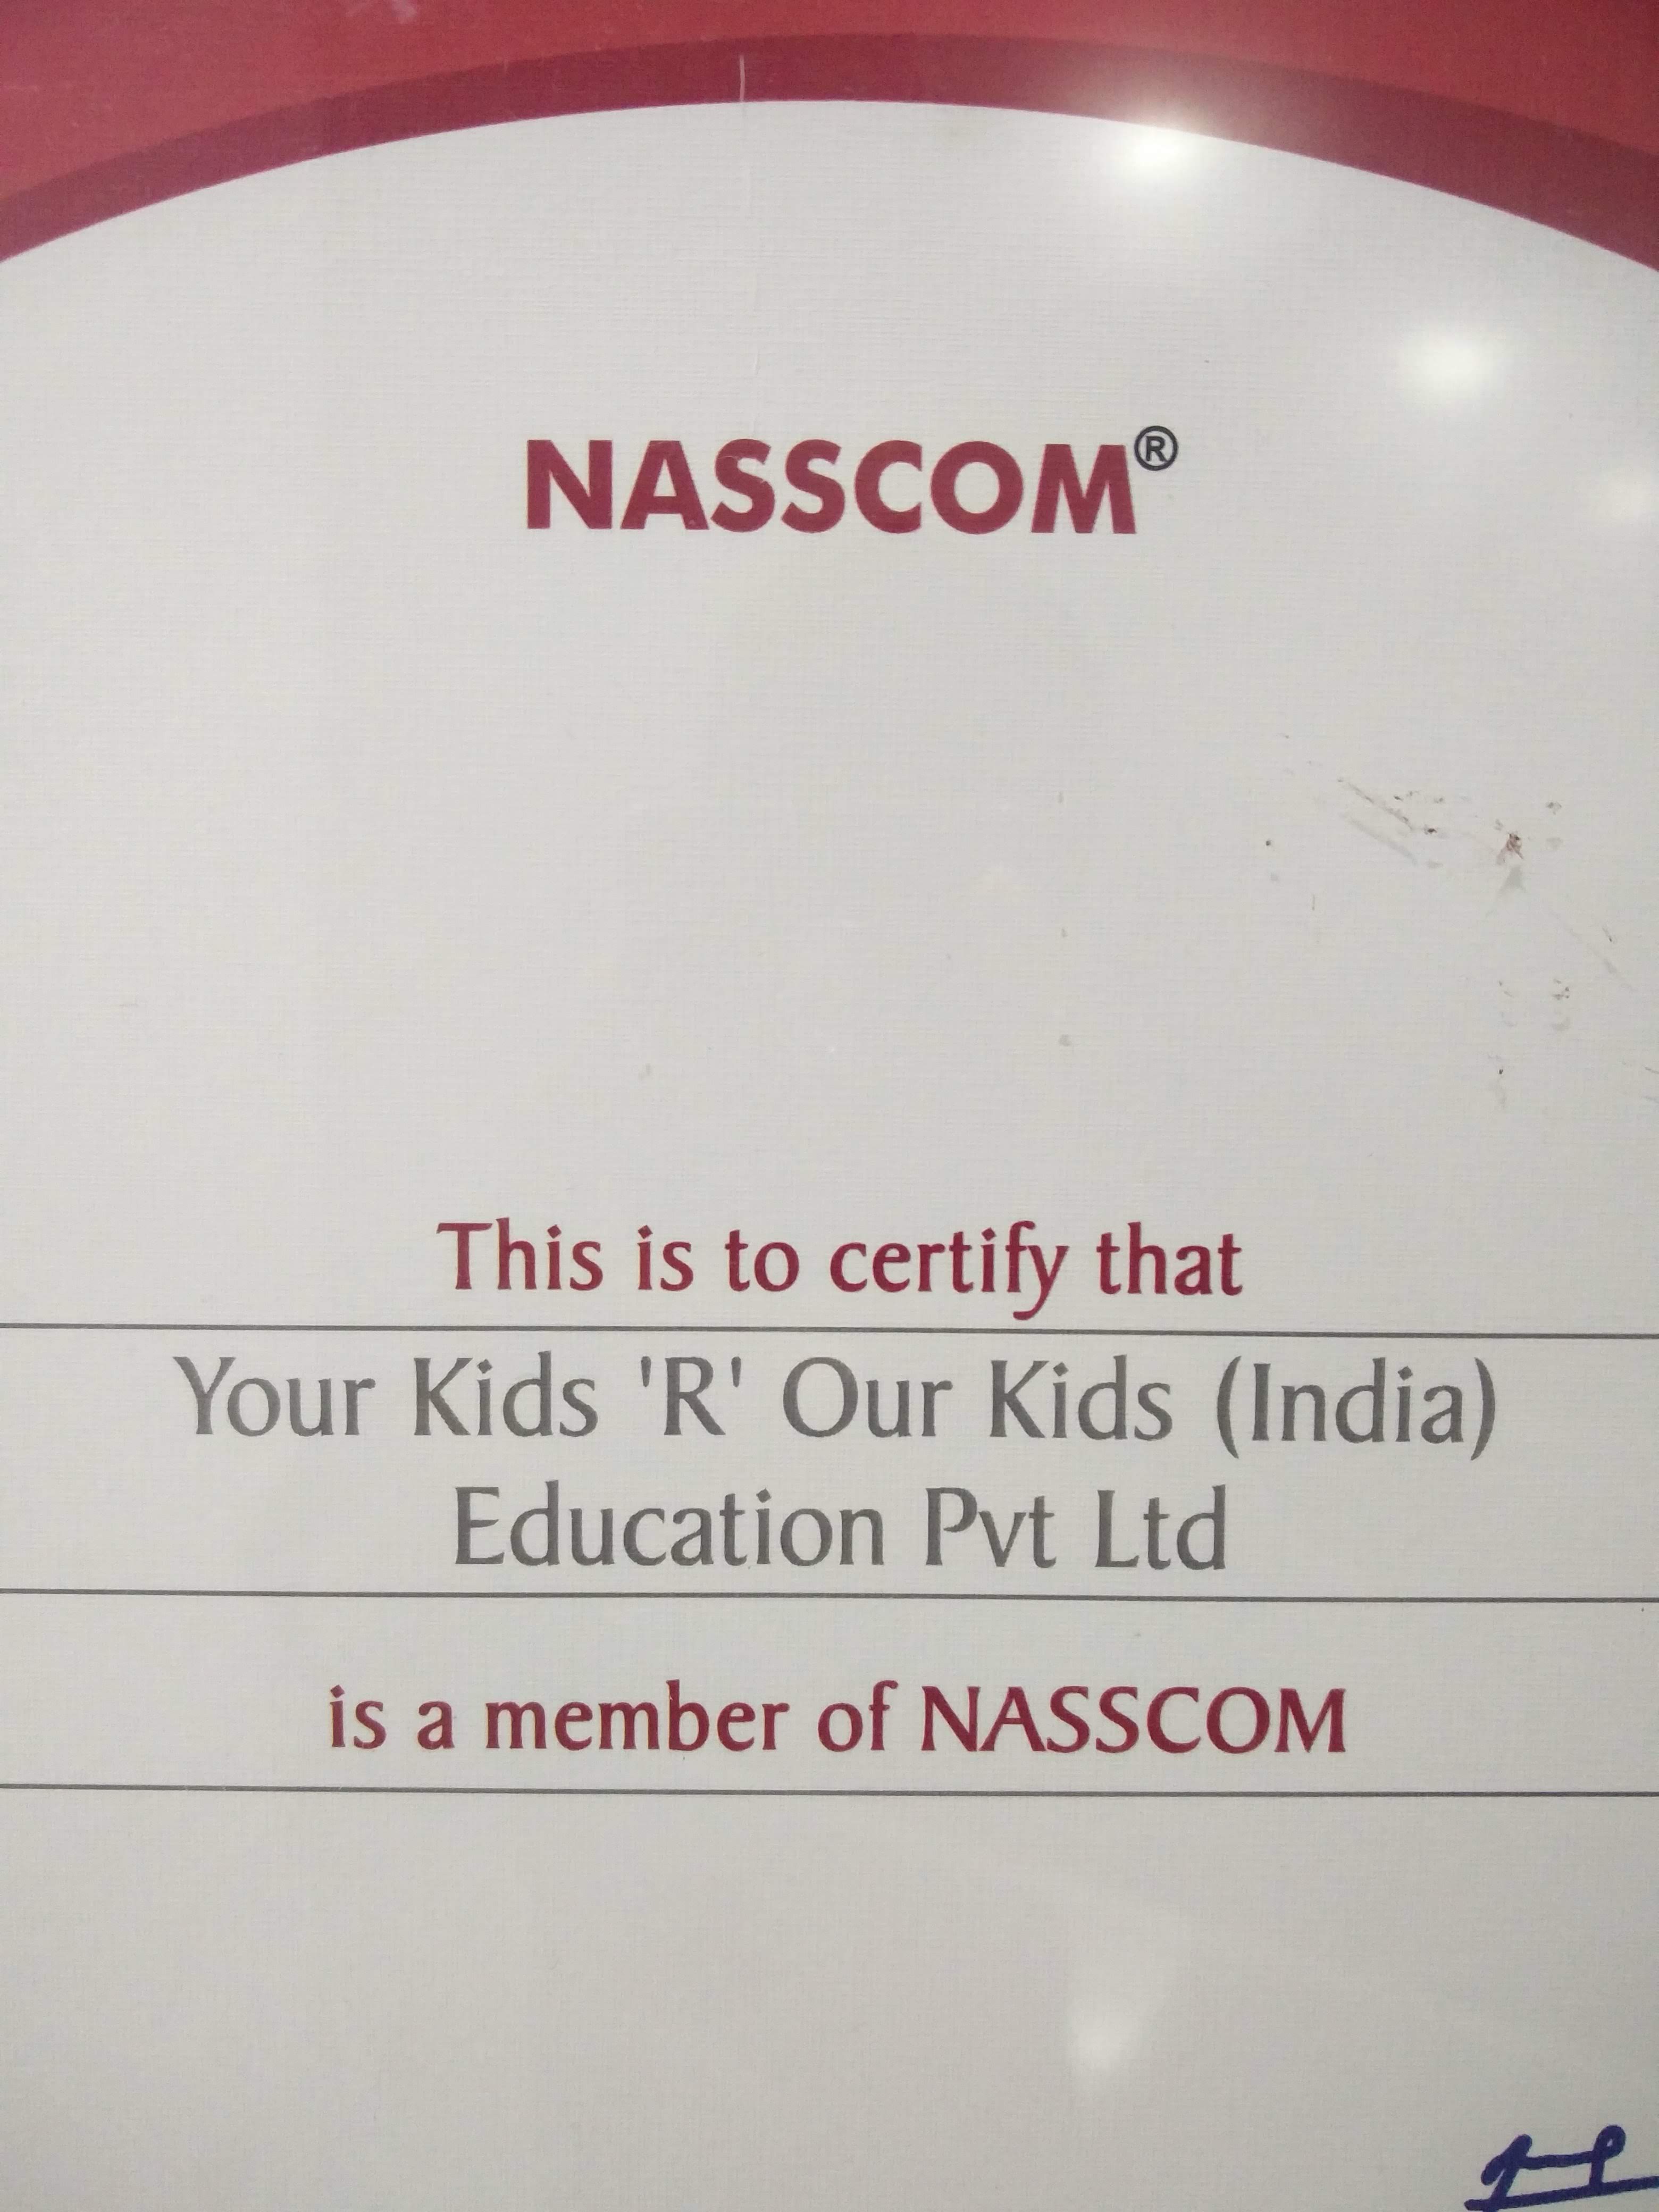 NASSCOM®
This is to certify that
Your Kids 'R' Our Kids (India)
Education Pvt Ltd
is a member of NASSCOM